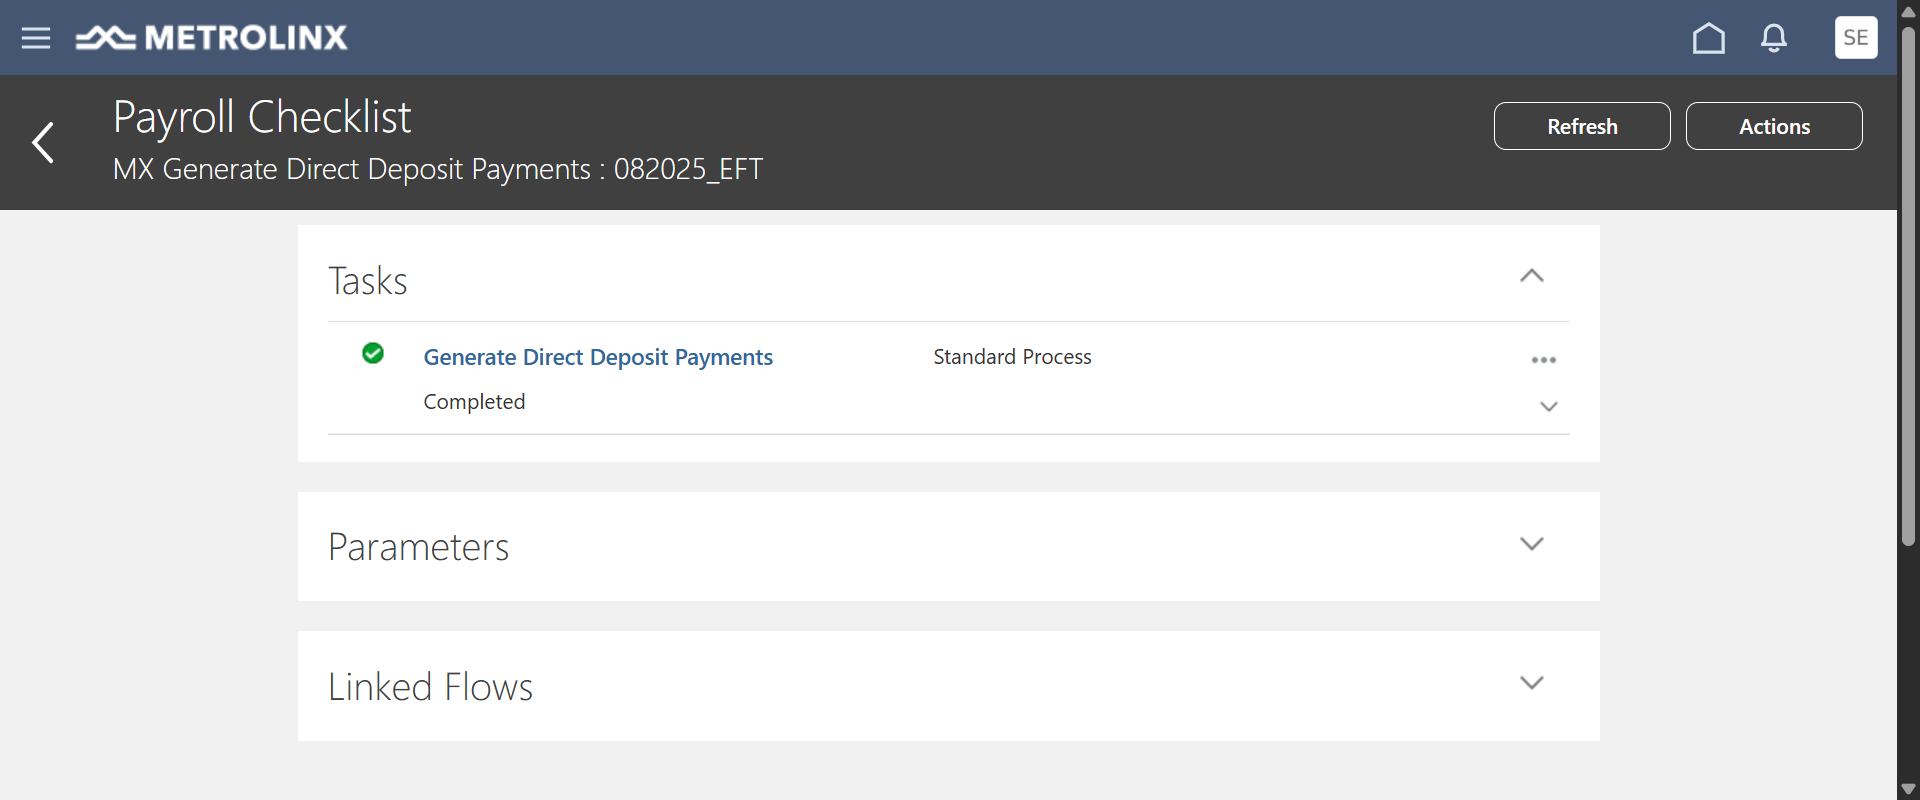 METROLINX
SE
Payroll Checklist
MX Generate Direct Deposit Payments : 082025_EFT
Refresh
Actions
Tasks
Generate Direct Deposit Payments
Standard Process
Completed
Parameters
Linked Flows